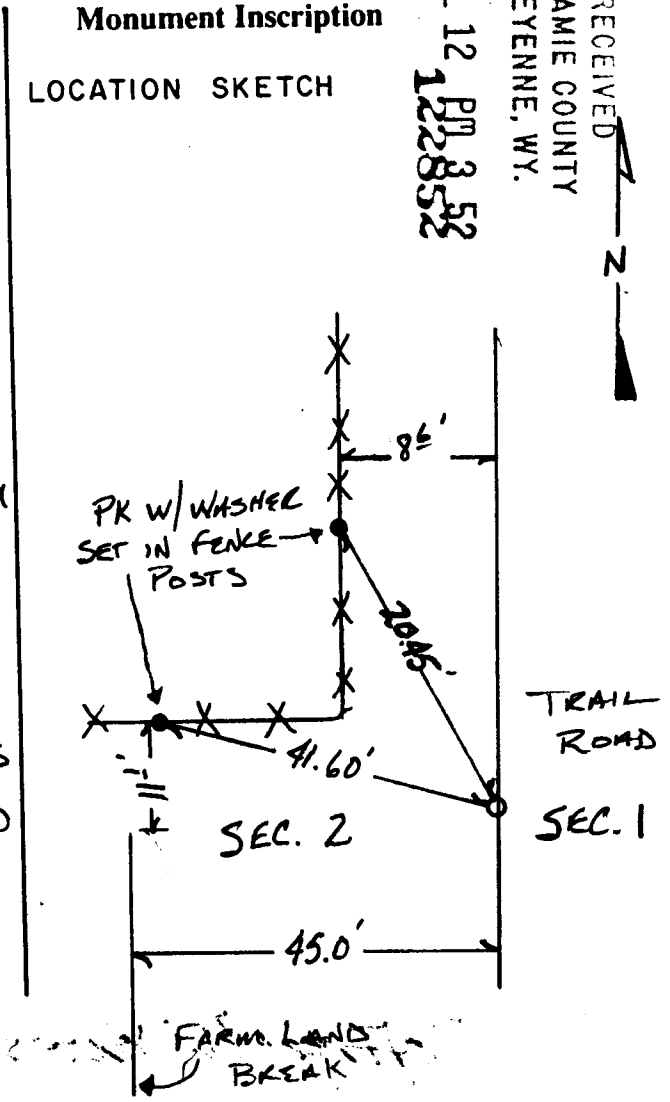 Monument Inscription
LOCATION SKETCH
RECEIVED
AMIE COUNTY
EYENNE, WY.
12 PM 3 52
122852
N
8 6'
PK W/ WASHER
SET IN FENCE
POSTS
20.45'
TRAIL
ROAD
41.60'
SEC. 2
SEC. 1
45.0'
FARM LAND
BREAK